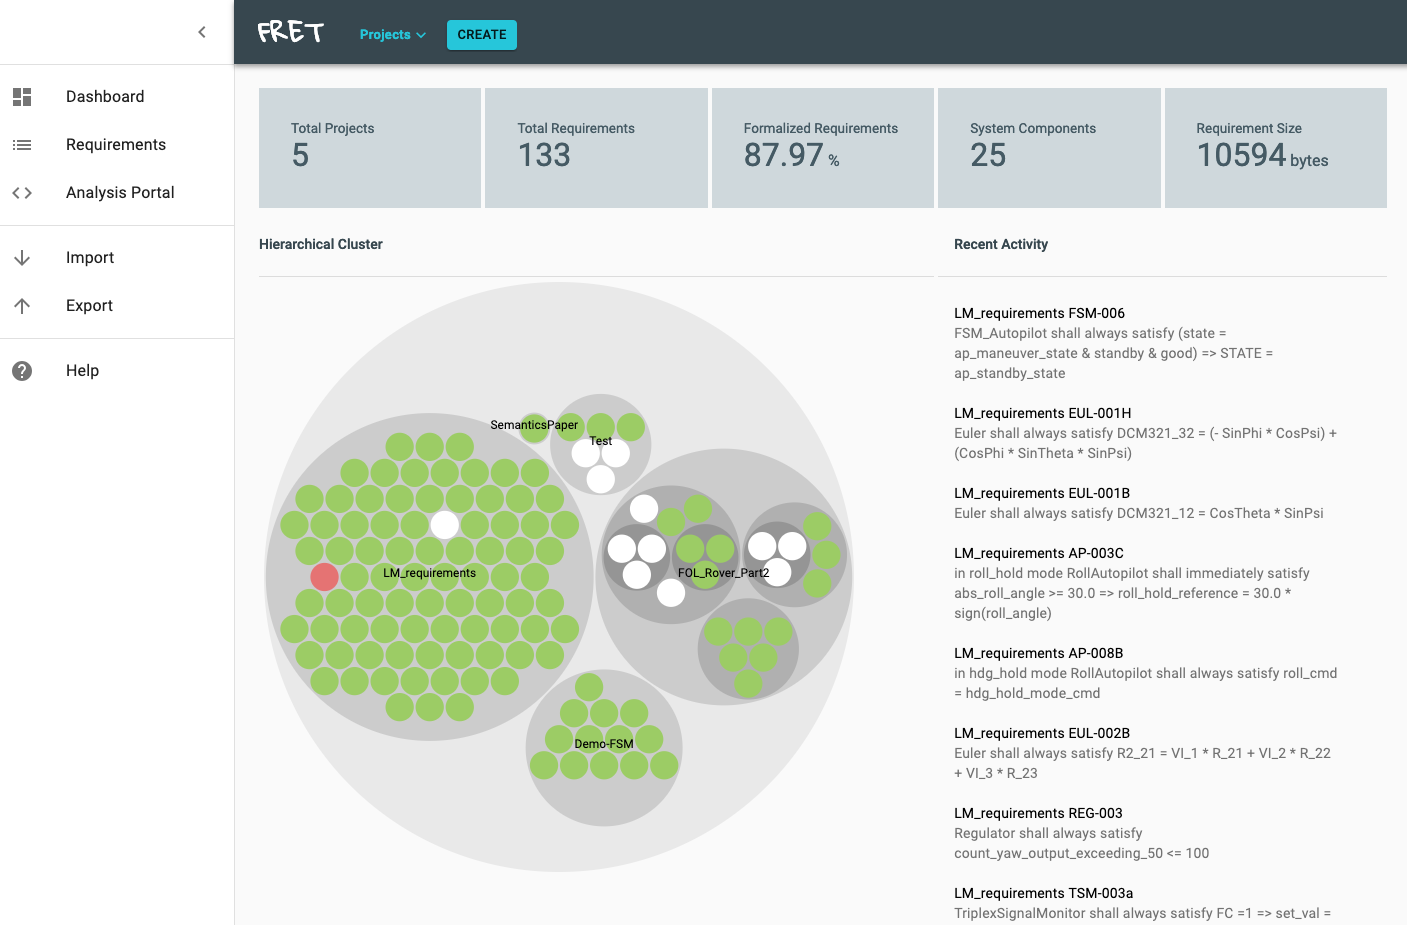 FRET
Projects
CREATE
Dashboard
Requirements
Analysis Portal
Import
Export
Help
Total Projects
5
Total Requirements
133
Formalized Requirements
87.97 %
System Components
25
Requirement Size
10594 bytes
Hierarchical Cluster
SemanticsPaper
Test
LM_requirements
FOL_Rover_Part2
Demo-FSM
Recent Activity
LM_requirements FSM-006
FSM_Autopilot shall always satisfy (state =
ap_maneuver_state & standby & good) => STATE =
ap_standby_state
LM_requirements EUL-001H
Euler shall always satisfy DCM321_32 = (- SinPhi * CosPsi) +
(CosPhi * SinTheta * SinPsi)
LM_requirements EUL-001B
Euler shall always satisfy DCM321_12 = CosTheta * SinPsi
LM_requirements AP-003C
in roll_hold mode RollAutopilot shall immediately satisfy
abs_roll_angle >= 30.0 => roll_hold_reference = 30.0 *
sign(roll_angle)
LM_requirements AP-008B
in hdg_hold mode RollAutopilot shall always satisfy roll_cmd
= hdg_hold_mode_cmd
LM_requirements EUL-002B
Euler shall always satisfy R2_21 = VI_1 * R_21 + VI_2 * R_22
+ VI_3 * R_23
LM_requirements REG-003
Regulator shall always satisfy
count_yaw_output_exceeding_50 <= 100
LM_requirements TSM-003a
TriplexSignalMonitor shall always satisfy FC =1 => set_val =